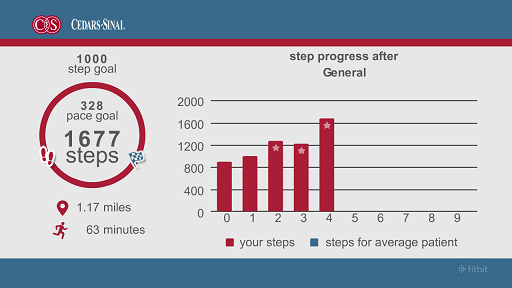 CS
CEDARS-SINAI
1000
step goal
328
pace goal
1677
steps
1.17 miles
63 minutes
step progress after
General
2000
1600
1200
800
400
0
0 1 2 3 4 5 6 7 8 9
your steps
steps for average patient
fitbit